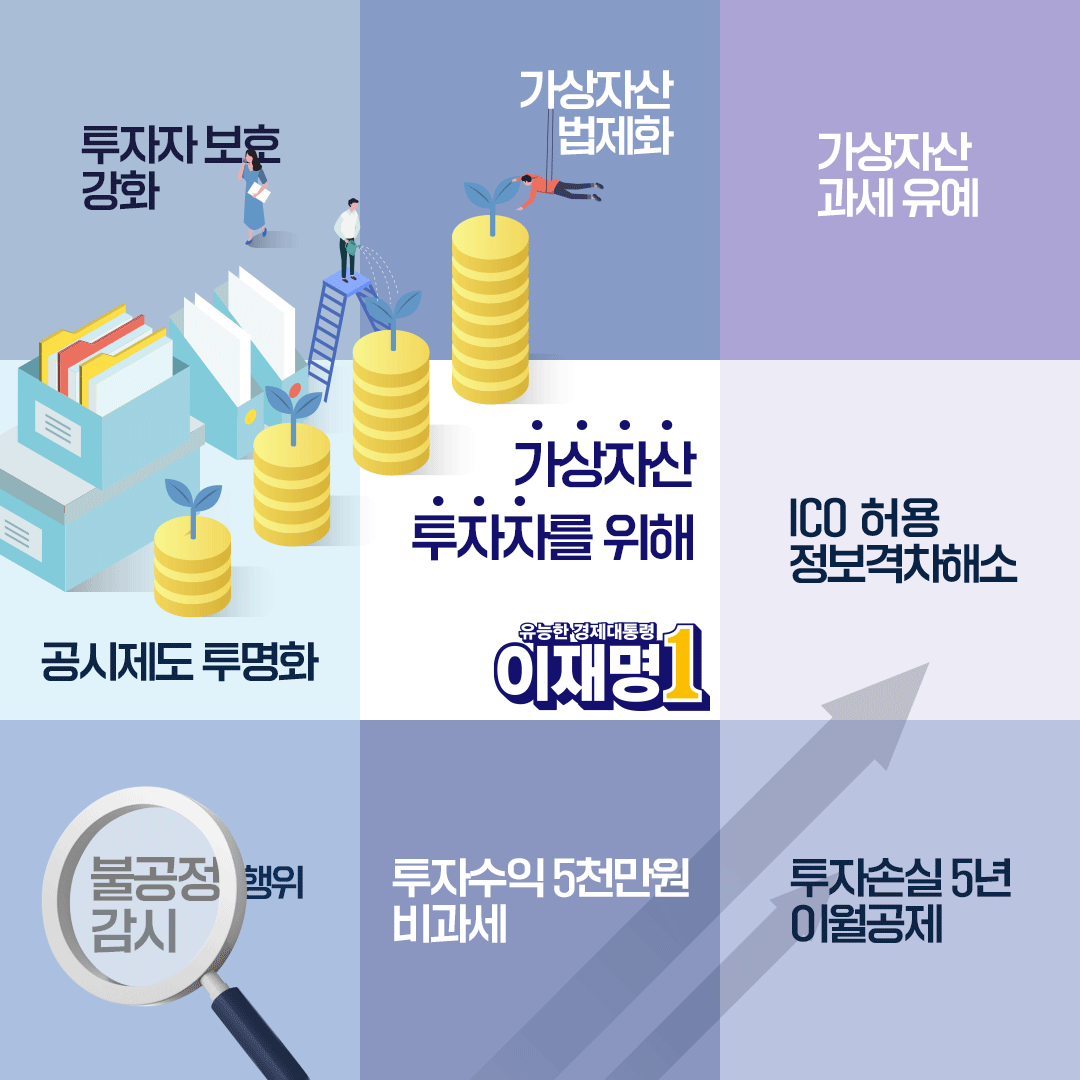 투자자 보호
강화
가상자산
법제화
가상자산
과세 유예
공시제도 투명화
가상자산
투자자를 위해
유능한 경제대통령
이재명1
ICO 허용
정보격차해소
불공정 행위
감시
투자수익 5천만원
비과세
투자손실 5년
이월공제